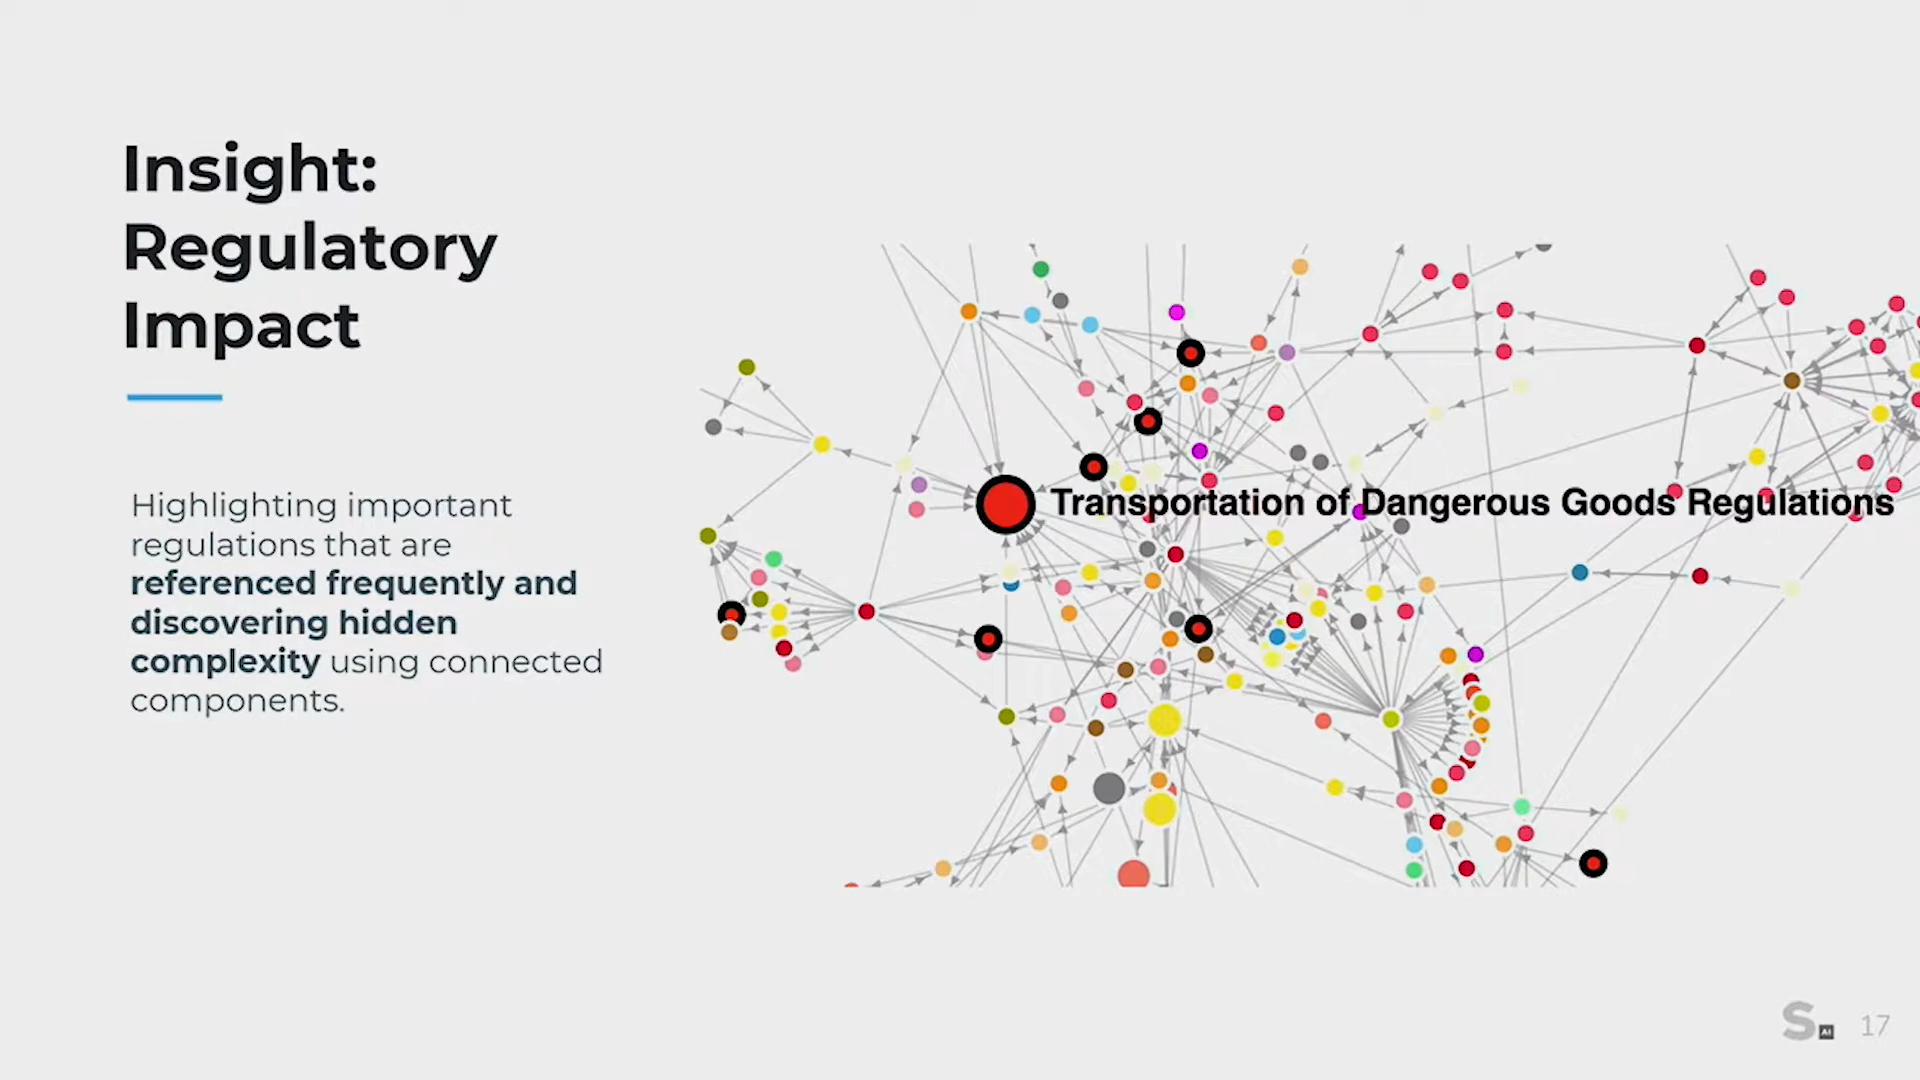 Insight:
Regulatory
Impact
Highlighting important
regulations that are
referenced frequently and
discovering hidden
complexity using connected
components.
Transportation of Dangerous Goods Regulations
S.AI
17